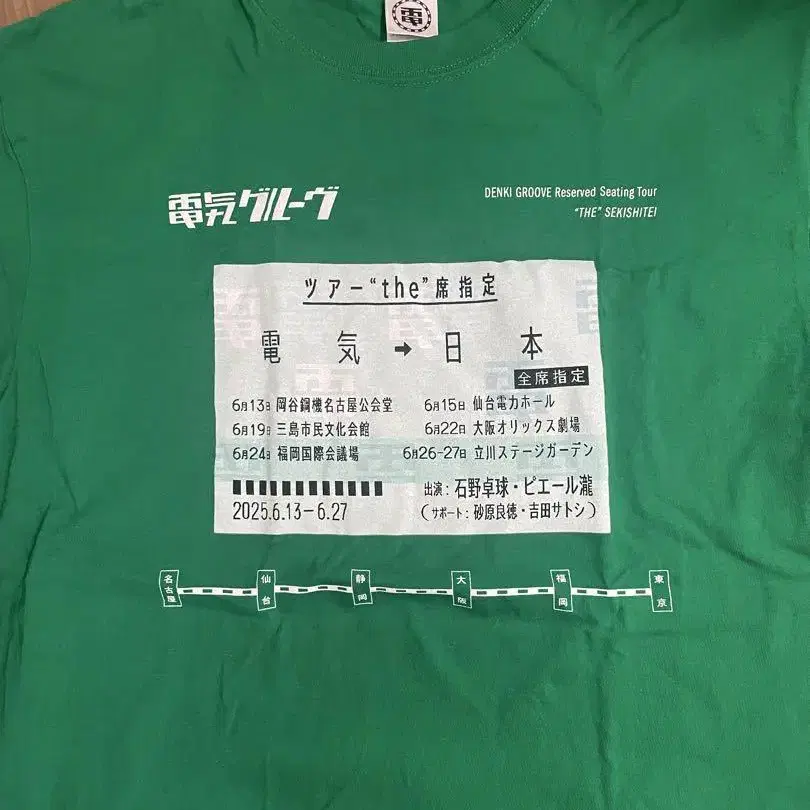 電
電気グルーヴ
DENKI GROOVE Reserved Seating Tour
"THE" SEKISHITEI
ツアー“the”席指定
電気→日本
全席指定
6月13日 岡谷鋼機名古屋公会堂
6月15日 仙台電力ホール
6月19日 三島市民文化会館
6月22日 大阪オリックス劇場
6月24日 福岡国際会議場
6月26-27日 立川ステージガーデン
出演：石野卓球・ピエール瀧
2025.6.13－6.27
（サポート：砂原良徳・吉田サトシ）
名古屋 仙台 静岡 大阪 福岡 東京